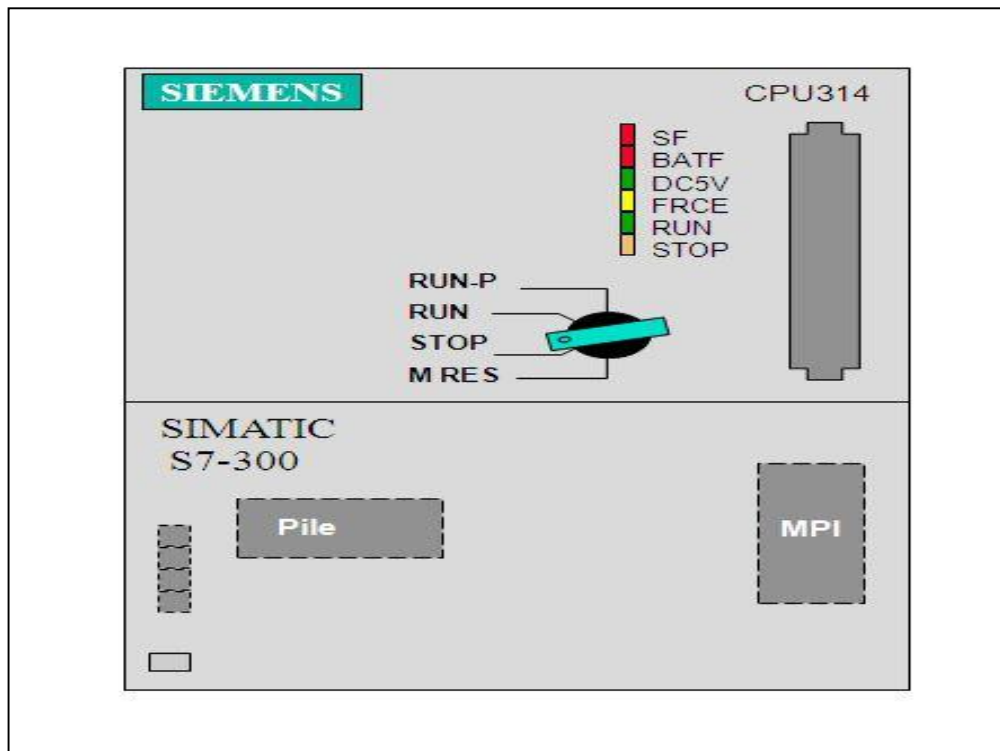 SIEMENS
CPU314
SF
BATF
DC5V
FRCE
RUN
STOP
RUN-P
RUN
STOP
M RES
SIMATIC
S7-300
Pile
MPI